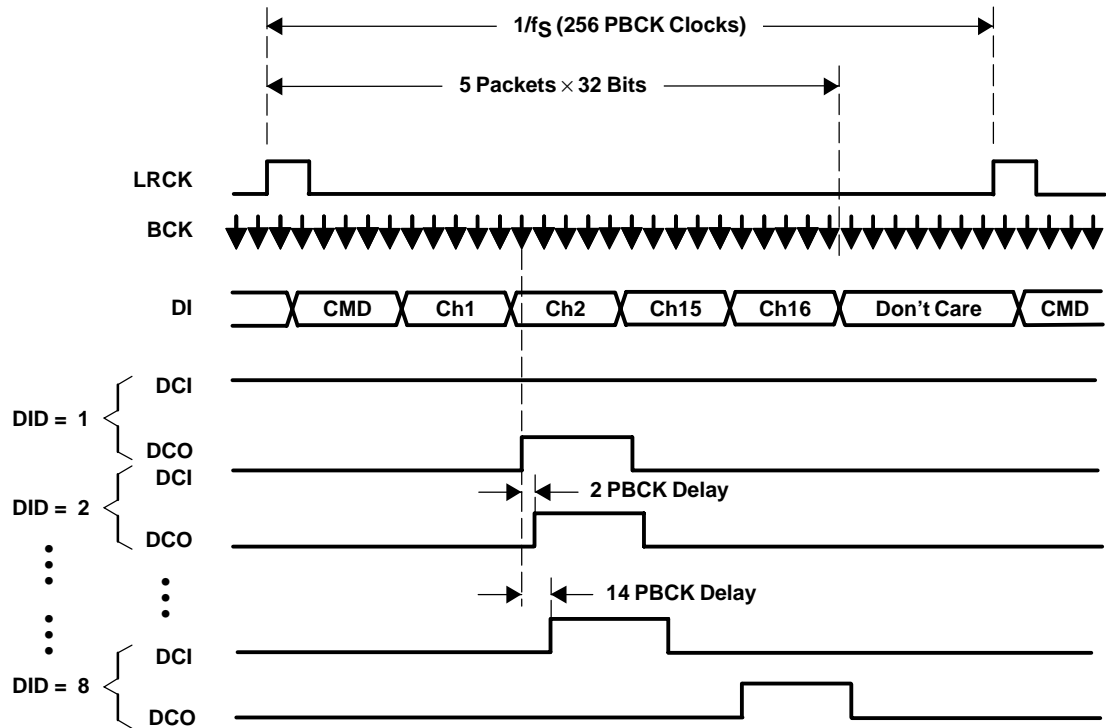 1/fS (256 PBCK Clocks)
5 Packets × 32 Bits
LRCK
BCK
DI
CMD
Ch1
Ch2
Ch15
Ch16
Don't Care
CMD
DID = 1
DCI
DCO
DID = 2
DCI
2 PBCK Delay
DCO
14 PBCK Delay
DID = 8
DCI
DCO